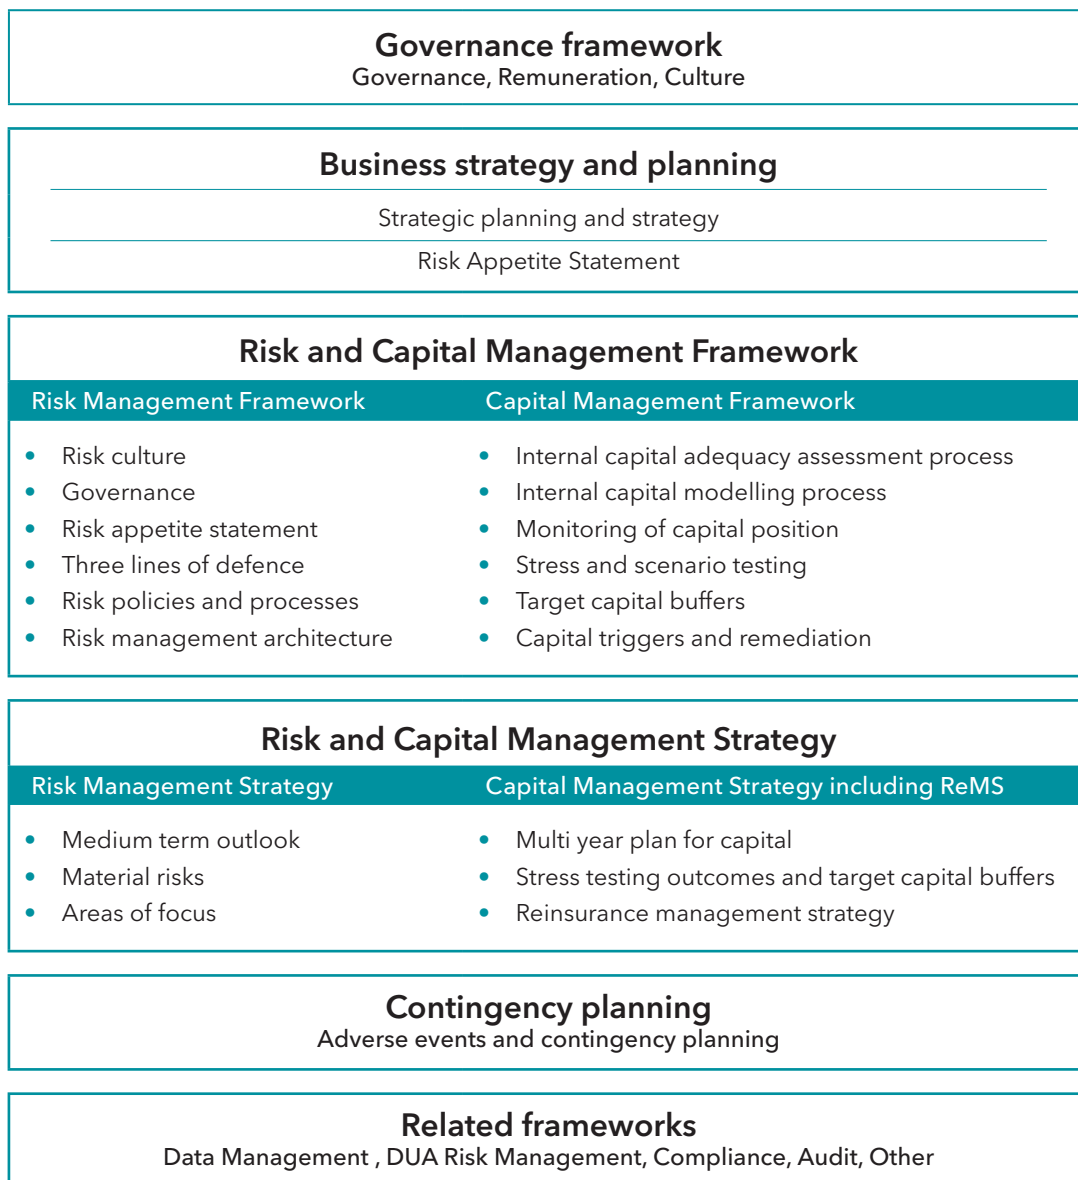 Governance framework
Governance, Remuneration, Culture
Business strategy and planning
Strategic planning and strategy
Risk Appetite Statement
Risk and Capital Management Framework
Risk Management Framework
Capital Management Framework
• Risk culture
• Governance
• Risk appetite statement
• Three lines of defence
• Risk policies and processes
• Risk management architecture
• Internal capital adequacy assessment process
• Internal capital modelling process
• Monitoring of capital position
• Stress and scenario testing
• Target capital buffers
• Capital triggers and remediation
Risk and Capital Management Strategy
Risk Management Strategy
Capital Management Strategy including ReMS
• Medium term outlook
• Material risks
• Areas of focus
• Multi year plan for capital
• Stress testing outcomes and target capital buffers
• Reinsurance management strategy
Contingency planning
Adverse events and contingency planning
Related frameworks
Data Management , DUA Risk Management, Compliance, Audit, Other